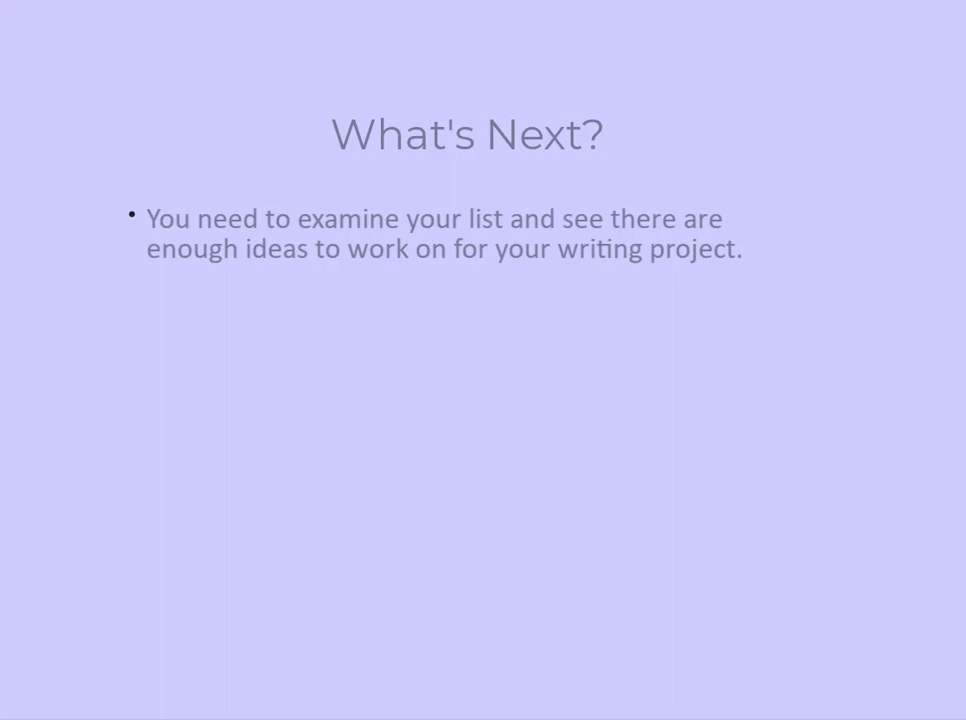 What's Next?
• You need to examine your list and see there are
enough ideas to work on for your writing project.